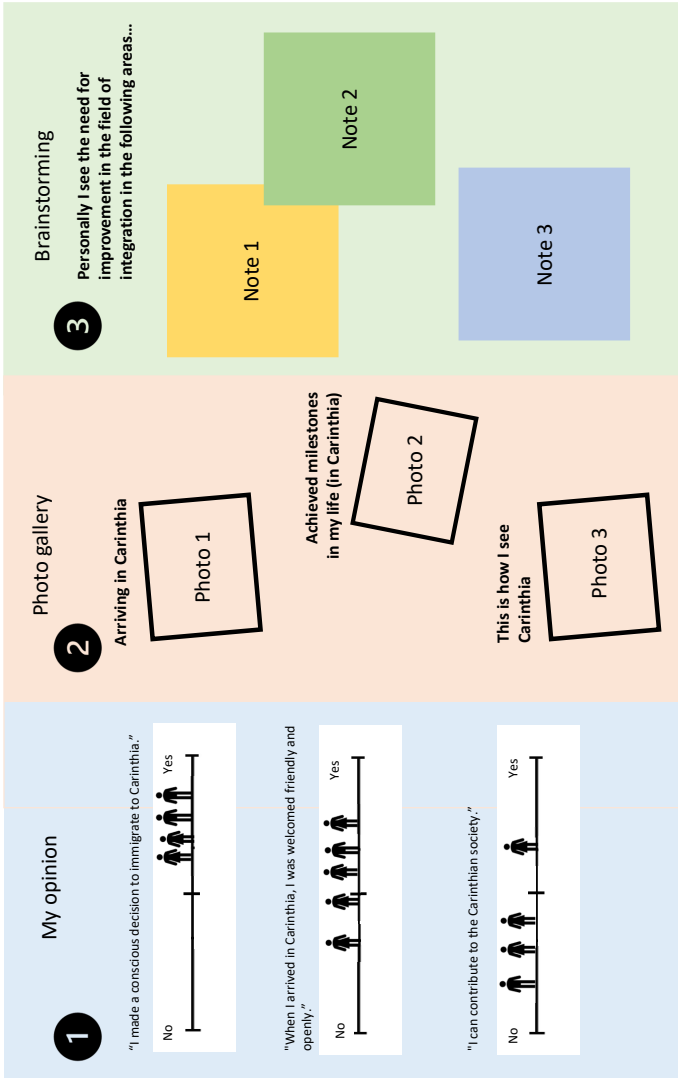 1
My opinion
“I made a conscious decision to immigrate to Carinthia.”
No
Yes
"When I arrived in Carinthia, I was welcomed friendly and
openly.”
No
Yes
"I can contribute to the Carinthian society.”
No
Yes
2
Photo gallery
Arriving in Carinthia
Photo 1
Achieved milestones
in my life (in Carinthia)
Photo 2
This is how I see
Carinthia
Photo 3
3
Brainstorming
Personally I see the need for
improvement in the field of
integration in the following areas...
Note 1
Note 2
Note 3